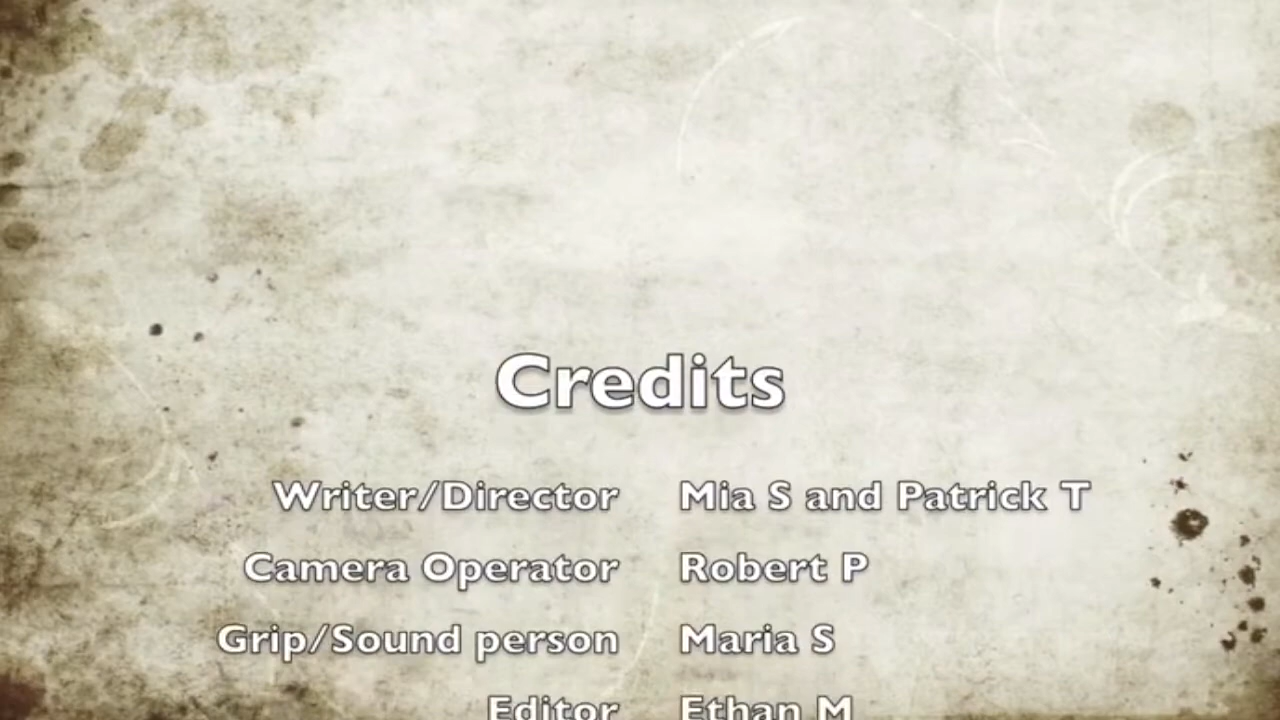 Credits
Writer/Director Mia S and Patrick T
Camera Operator Robert P
Grip/Sound person Maria S
Editor Ethan M